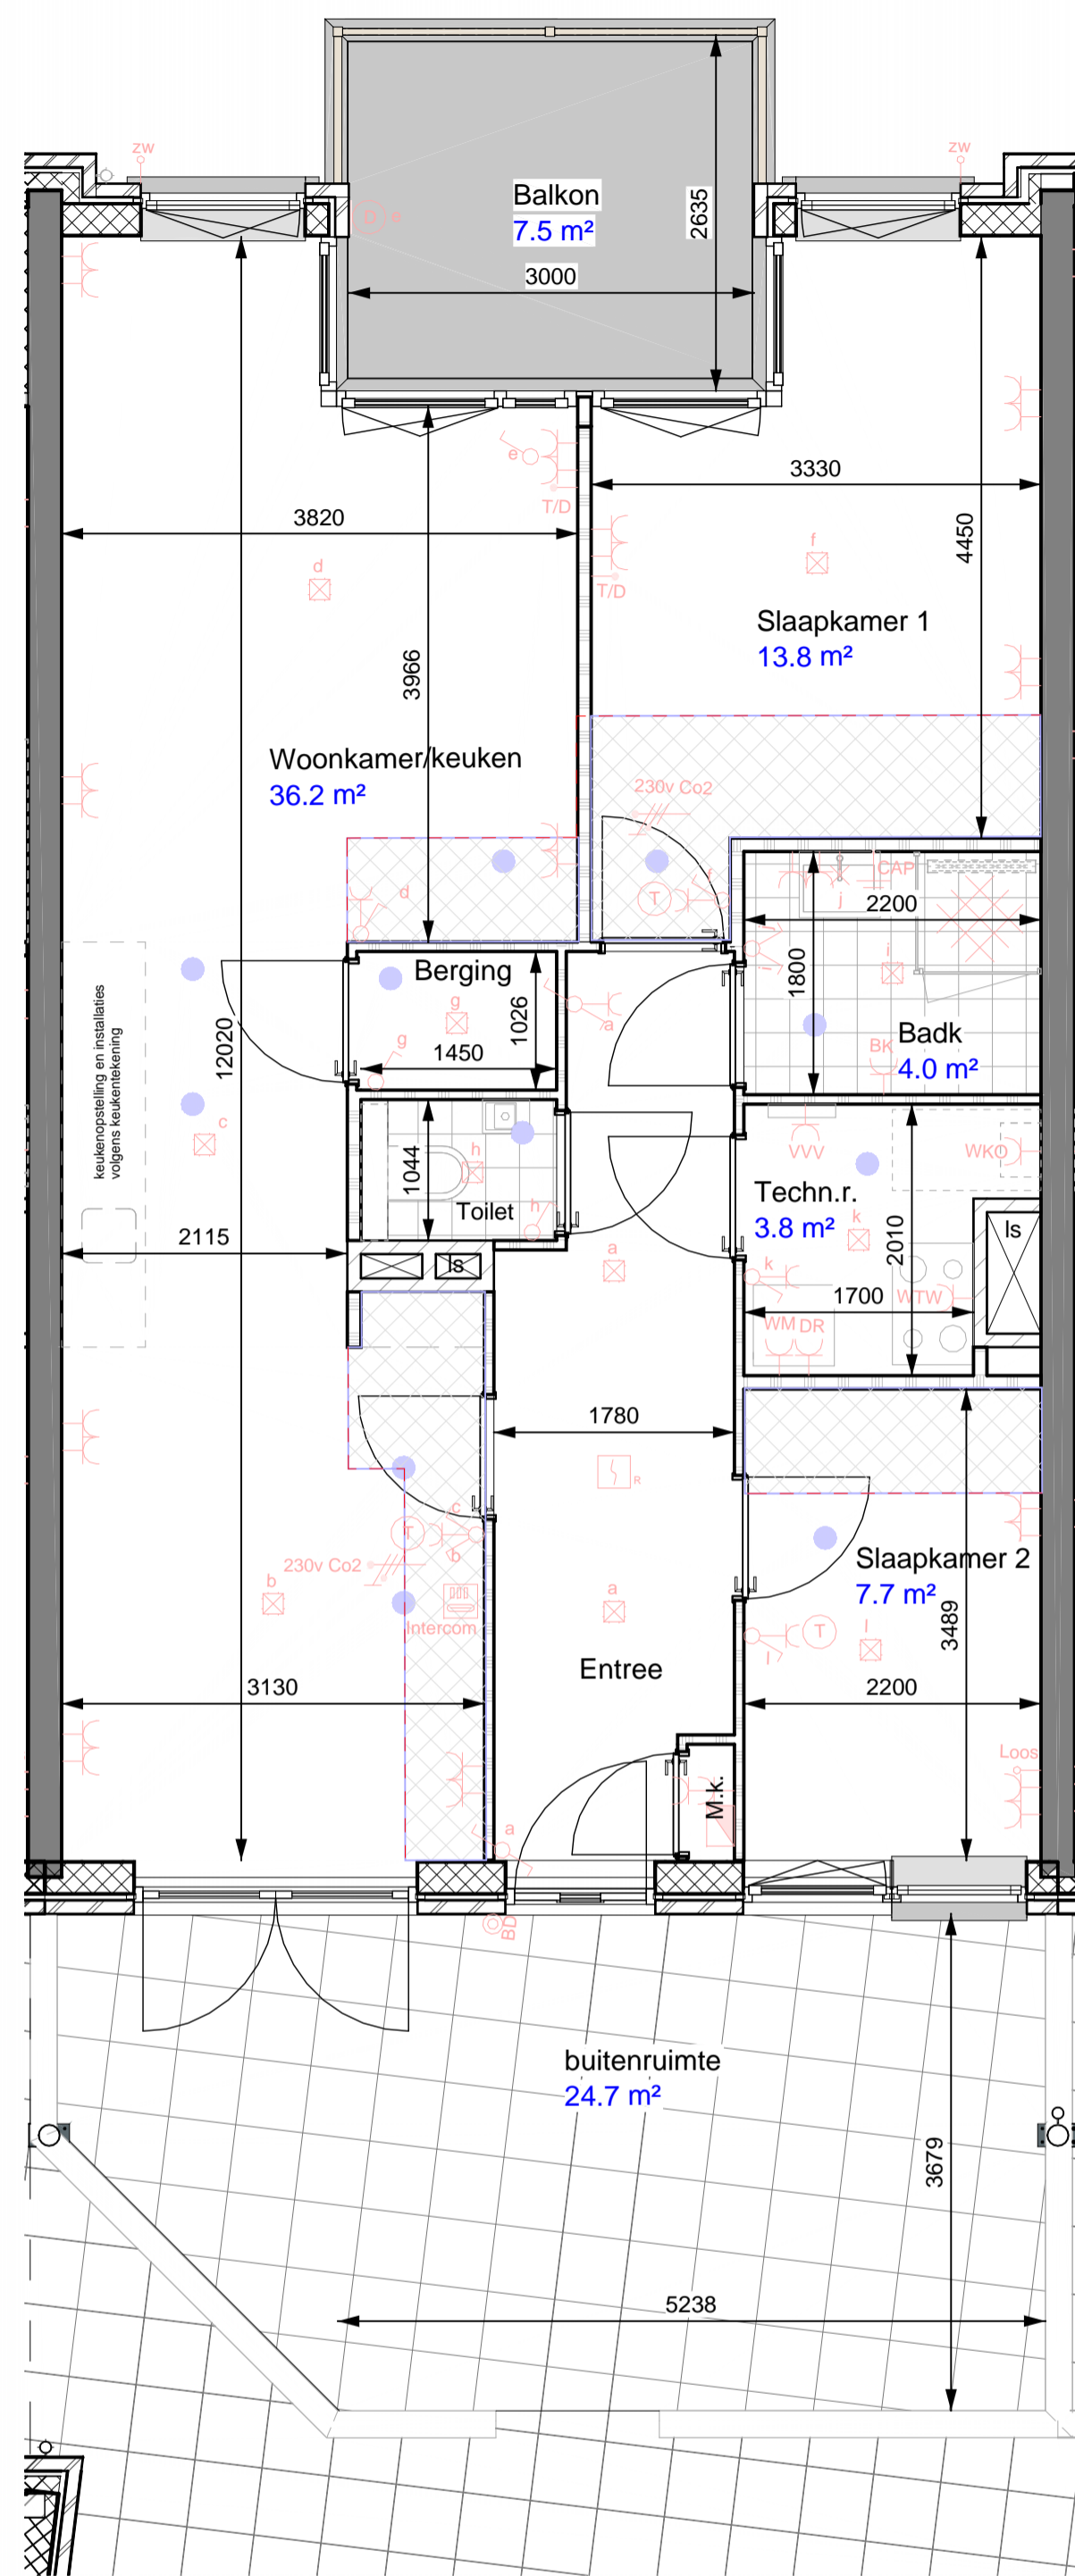 zw
zw
D
e
Balkon
7.5 m²
2635
3000
e
T/D
3820
3330
4450
d
f
T/D
Slaapkamer 1
13.8 m²
3966
Woonkamer/keuken
36.2 m²
230v Co2
d
T
f
CAP
j
2200
1800
i
i
Badk
4.0 m²
BK
Berging
g
1026
1450
g
a
keukenopstelling en installaties
volgens keukentekening
12020
c
2115
1044
h
h
Toilet
ls
VVV
WKO
Techn.r.
3.8 m²
k
2010
ls
k
1700
WTW
WM
DR
a
1780
R
c
T
b
230v Co2
b
Intercom
a
Slaapkamer 2
7.7 m²
3489
T
l
l
Entree
3130
2200
Loos
M.k.
a
BD
buitenruimte
24.7 m²
3679
5238